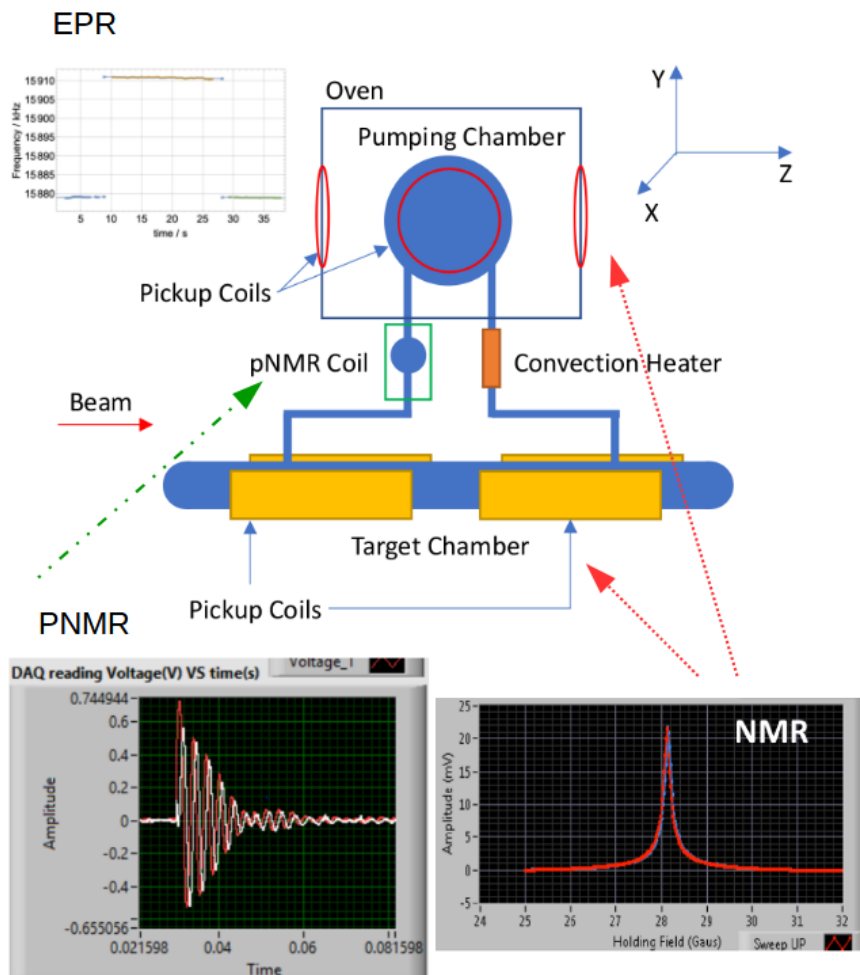 EPR
Frequency / kHz
15910
15905
15900
15895
15890
15885
15880
5
10
15
20
25
30
35
time / s
Oven
Pumping Chamber
Y
Z
X
Pickup Coils
pNMR Coil
Convection Heater
Beam
Target Chamber
Pickup Coils
PNMR
DAQ reading Voltage(V) VS time(s)
Voltage_1
0.744944
0.6
0.4
0.2
0
-0.2
-0.4
-0.655056
Amplitude
0.021598
0.04
0.06
0.081598
Time
NMR
25
20
15
10
5
0
-5
Amplitude (mV)
24
25
26
27
28
29
30
31
32
Holding Field (Gaus)
Sweep UP